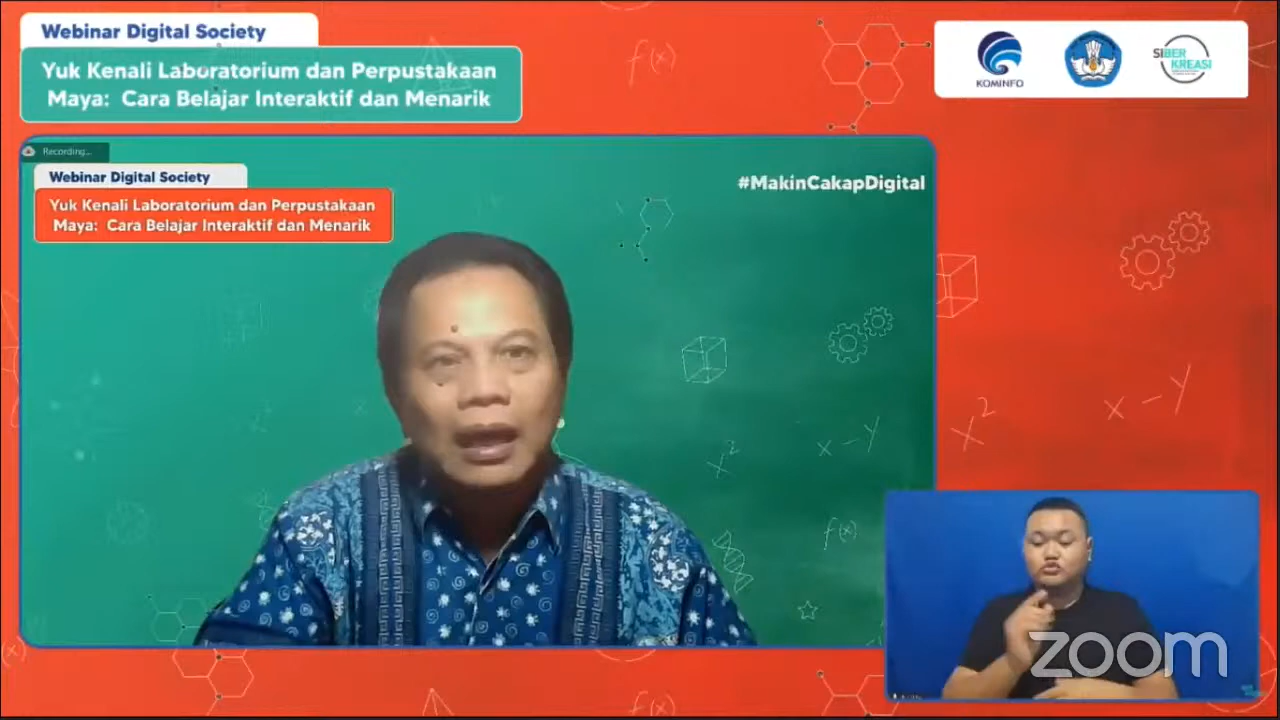 Webinar Digital Society
Yuk Kenali Laboratorium dan Perpustakaan
Maya: Cara Belajar Interaktif dan Menarik
KOMINFO
SIBER
KREASI
Recording...
Webinar Digital Society
Yuk Kenali Laboratorium dan Perpustakaan
Maya: Cara Belajar Interaktif dan Menarik
#MakinCakapDigital
f(x)
x - y
x²
x - y
x²
f(x)
zoom
f(x)